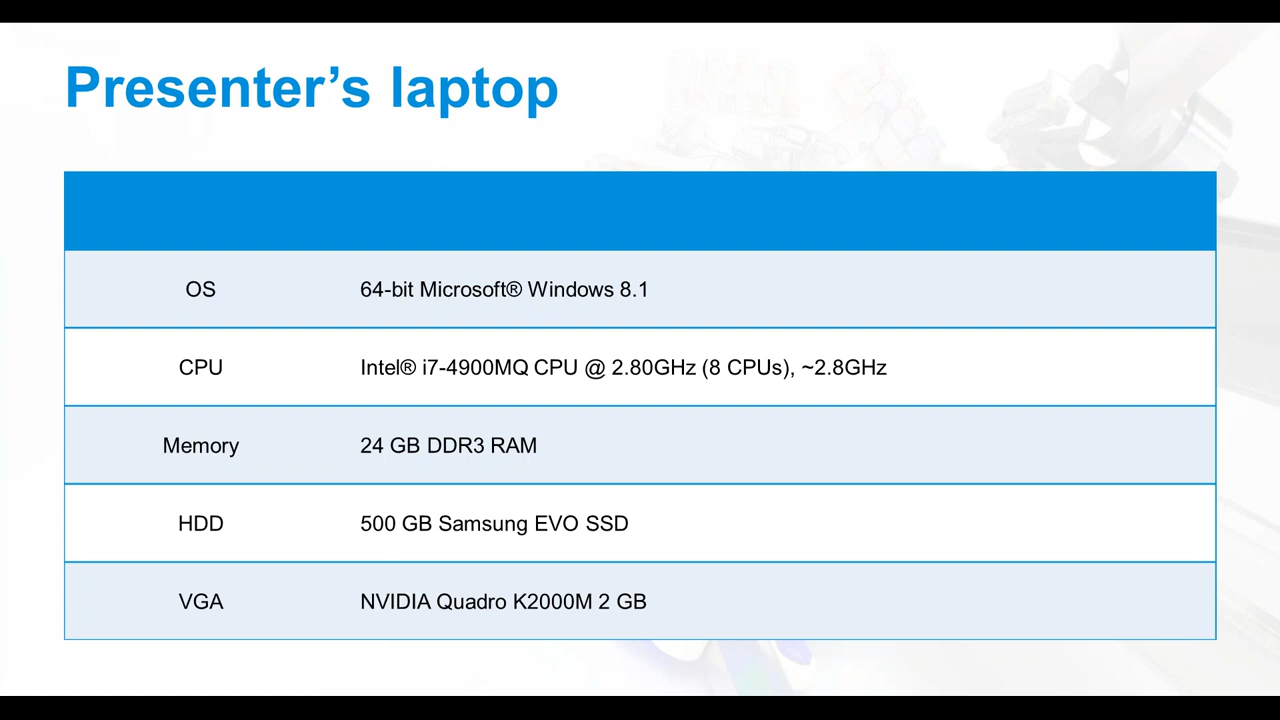 Presenter’s laptop
OS 64-bit Microsoft® Windows 8.1
CPU Intel® i7-4900MQ CPU @ 2.80GHz (8 CPUs), ~2.8GHz
Memory 24 GB DDR3 RAM
HDD 500 GB Samsung EVO SSD
VGA NVIDIA Quadro K2000M 2 GB